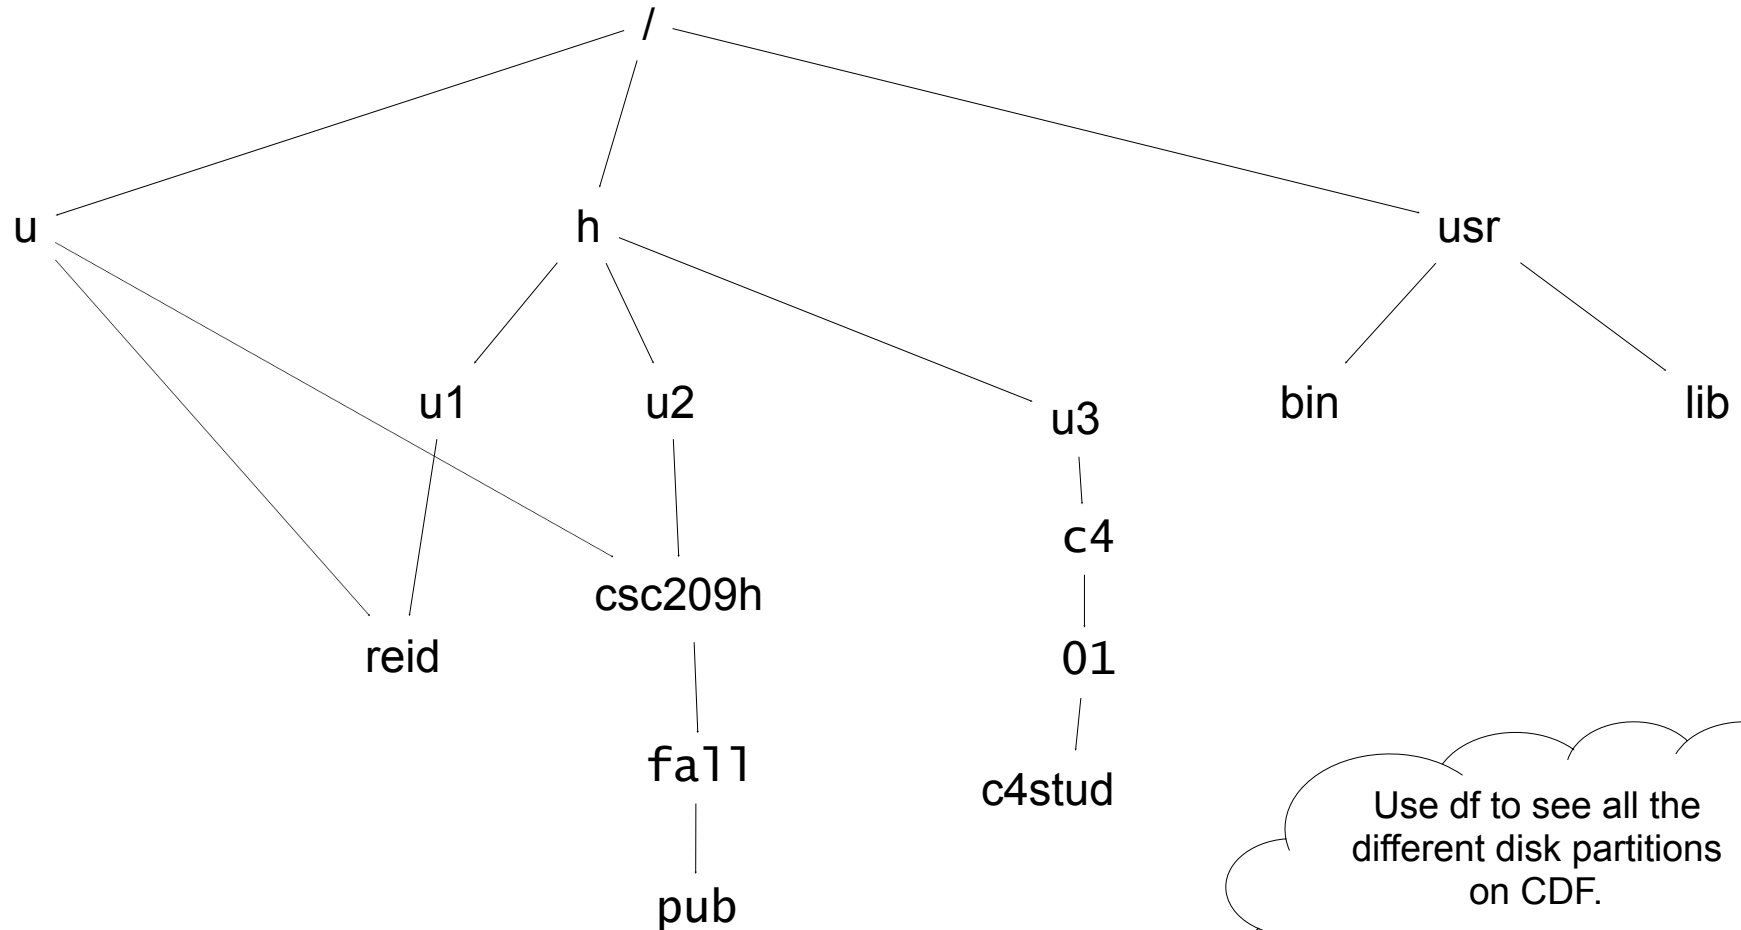 /
u
h
usr
u1
u2
u3
bin
lib
c4
csc209h
01
reid
fall
c4stud
pub
Use df to see all the
different disk partitions
on CDF.